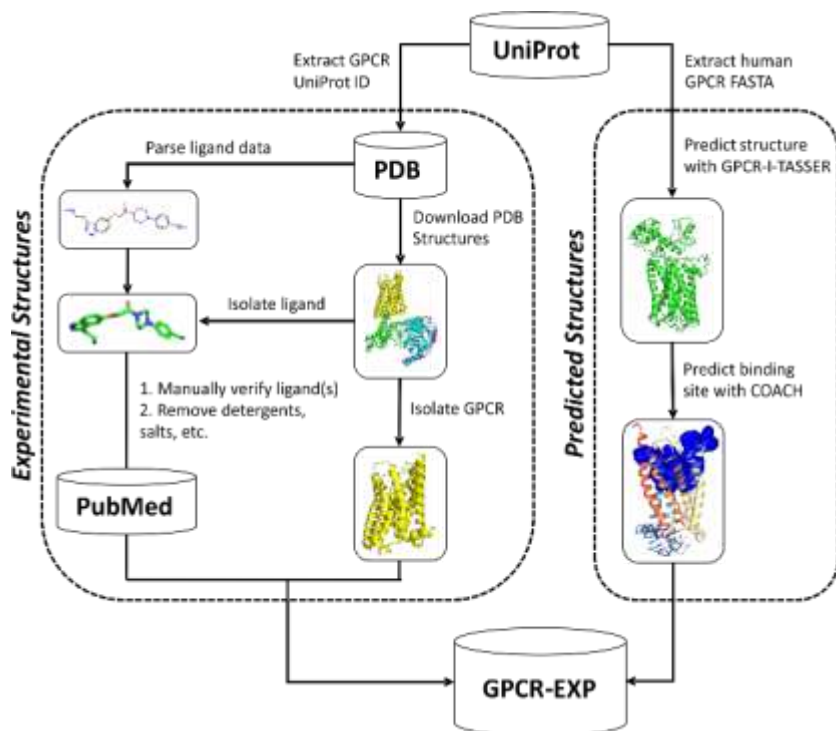 UniProt
Extract GPCR
UniProt ID
Extract human
GPCR FASTA
Experimental Structures
Parse ligand data
PDB
Download PDB
Structures
Isolate ligand
1. Manually verify ligand(s)
2. Remove detergents,
salts, etc.
Isolate GPCR
PubMed
Predicted Structures
Predict structure
with GPCR-I-TASSER
Predict binding
site with COACH
GPCR-EXP